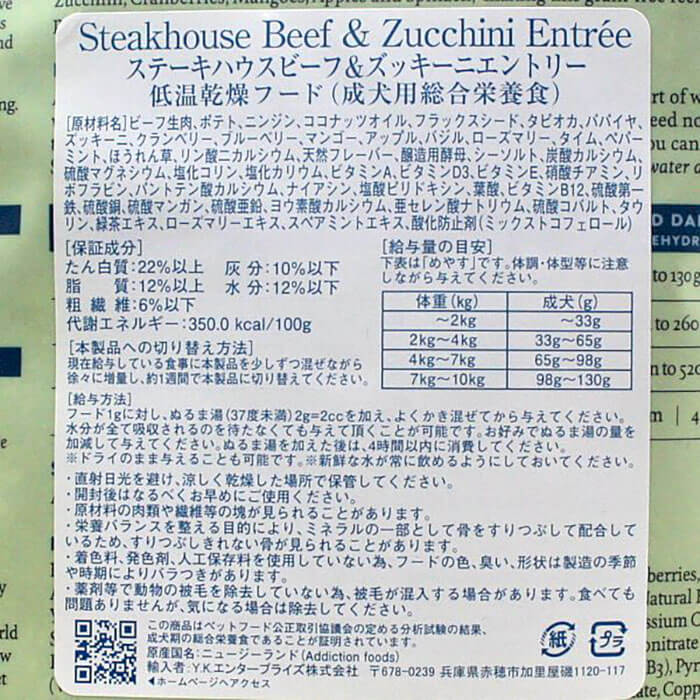 Steakhouse Beef & Zucchini Entrée
ステーキハウスビーフ&ズッキーニエントリー
低温乾燥フード(成犬用総合栄養食)
[原材料名]ビーフ生肉、ポテト、ニンジン、ココナッツオイル、フラックスシード、タピオカ、パパイヤ、
ズッキーニ、クランベリー、ブルーベリー、マンゴー、アップル、バジル、ローズマリー、タイム、ペパー
ミント、ほうれん草、リン酸二カルシウム、天然フレーバー、醸造用酵母、シーソルト、炭酸カルシウム、
硫酸マグネシウム、塩化コリン、塩化カリウム、ビタミンA、ビタミンD3、ビタミンE、硝酸チアミン、リ
ボフラビン、パントテン酸カルシウム、ナイアシン、塩酸ピリドキシン、葉酸、ビタミンB12、硫酸第一
鉄、硫酸銅、硫酸マンガン、硫酸亜鉛、ヨウ素酸カルシウム、亜セレン酸ナトリウム、硫酸コバルト、タウ
リン、緑茶エキス、ローズマリーエキス、スペアミントエキス、酸化防止剤(ミックストコフェロール)
[保証成分]
たん白質:22%以上 灰分:10%以下
脂質:12%以上 水分:12%以下
粗繊維:6%以下
代謝エネルギー:350.0 kcal/100g
[給与量の目安]
下表は「めやす」です。体調・体型等に注意
しながら与えてください。
体重(kg) 成犬(g)
~2kg ~33g
2kg~4kg 33g~65g
4kg~7kg 65g~98g
7kg~10kg 98g~130g
[本製品への切り替え方法]
現在給与している食事に本製品を少しずつ混ぜながら
徐々に増量し、約1週間で本製品に切り替えてください。
[給与方法]
フード1gに対し、ぬるま湯(37度未満)2g=2ccを加え、よくかき混ぜてから与えてください。
水分が全て吸収されるのを待たなくても与えて頂くことが可能です。お好みでぬるま湯の量を
加減して与えてください。ぬるま湯を加えた後は、4時間以内に消費してください。
※ドライのまま与えることも可能です。※新鮮な水が常に飲めるようにしておいてください。
・直射日光を避け、涼しく乾燥した場所で保管してください。
・開封後はなるべくお早めにご使用ください。
・原材料の肉類や繊維等の塊が見られることがあります。
・栄養バランスを整える目的により、ミネラルの一部として骨をすりつぶして配合して
いるため、すりつぶしきれない骨が見られることがあります。
・着色料、発色剤、人工保存料を使用していない為、フードの色、臭い、形状は製造の季節
や時期によりバラつきがあります。
・薬剤等で動物の被毛を除去していない為、被毛が混入する場合があります。食べても
問題ありませんが、気になる場合は除去してください。
この商品はペットフード公正取引協議会の定める分析試験の結果、
成犬期の総合栄養食であることが証明されています。
原産国名:ニュージーランド(Addiction foods)
輸入者:Y.Kエンタープライズ株式会社 〒678-0239 兵庫県赤穂市加里屋磯1120-117
◀ホームページへアクセス
紙
プラ